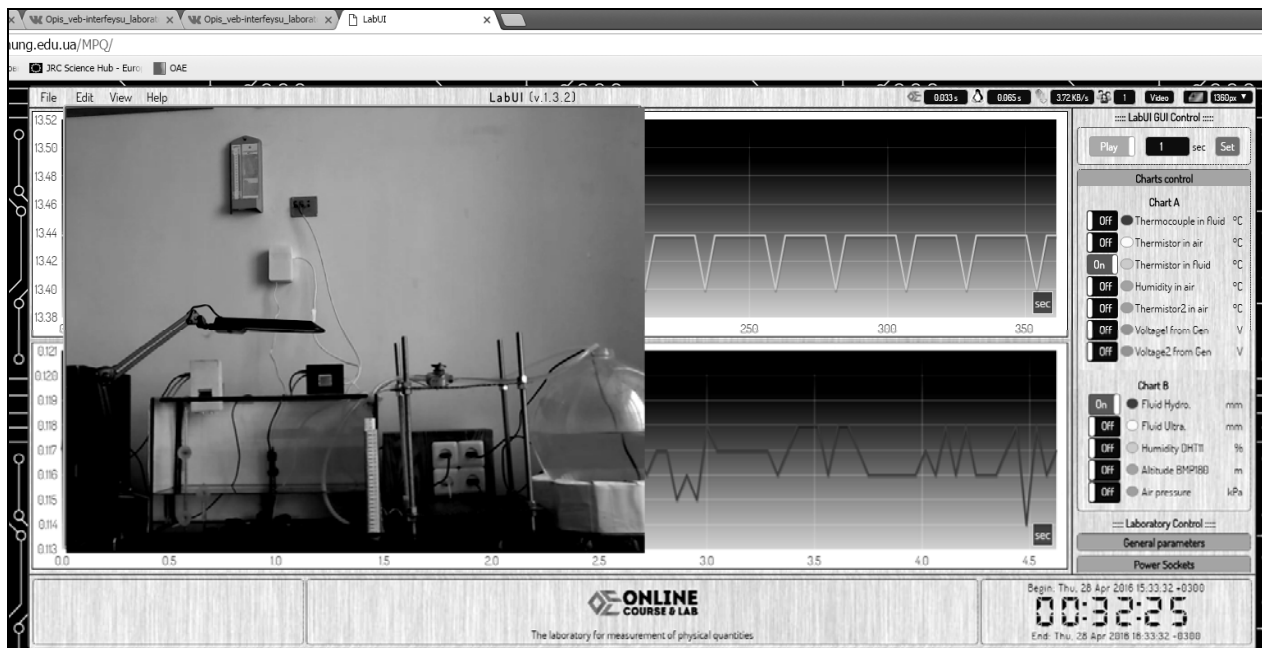 Opis_veb-interfeysu_laborat
Opis_veb-interfeysu_laborat
LabUI
nung.edu.ua/MPQ/
JRC Science Hub - Euro
OAE
File Edit View Help
LabUI (v.1.3.2)
0.033 s
0.065 s
3.72 KB/s
1
Video
1360px
13.52
13.50
13.48
13.46
13.44
13.42
13.40
13.38
250 300 350
sec
0.121
0.120
0.119
0.118
0.117
0.116
0.115
0.114
0.113
0.0 0.5 1.0 1.5 2.0 2.5 3.0 3.5 4.0 4.5
sec
::::: LabUI GUI Control :::::
Play 1 sec Set
Charts control
Chart A
Off Thermocouple in fluid °C
Off Thermistor in air °C
On Thermistor in fluid °C
Off Humidity in air °C
Off Thermistor2 in air °C
Off Voltage1 from Gen V
Off Voltage2 from Gen V
Chart B
On Fluid Hydro. mm
Off Fluid Ultra. mm
Off Humidity DHT11 %
Off Altitude BMP180 m
Off Air pressure kPa
:::: Laboratory Control ::::
General parameters
Power Sockets
ONLINE
COURSE & LAB
The laboratory for measurement of physical quantities
Begin: Thu, 28 Apr 2016 15:33:32 +0300
00:32:25
End: Thu, 28 Apr 2016 16:33:32 +0300